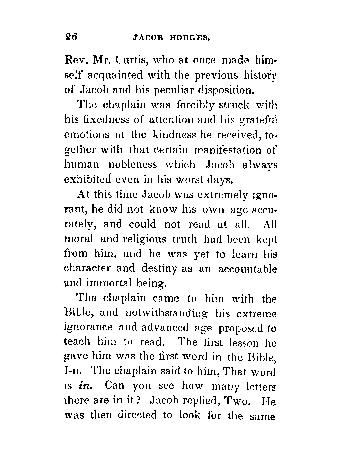 26 JACOB HODGES.
Rev. Mr. Curtis, who at once made him-
self acquainted with the previous history
of Jacob and his peculiar disposition.
The chaplain was forcibly struck with
his fixedness of attention and his grateful
emotions at the kindness he received, to-
gether with that certain manifestation of
human nobleness which Jacob always
exhibited even in his worst days.
At this time Jacob was extremely igno-
rant, he did not know his own age accu-
rately, and could not read at all. All
moral and religious truth had been kept
from him, and he was yet to learn his
character and destiny as an accountable
and immortal being.
The chaplain came to him with the
Bible, and notwithstanding his extreme
ignorance and advanced age proposed to
teach him to read. The first lesson he
gave him was the first word in the Bible,
I-n. The chaplain said to him, That word
is in. Can you see how many letters
there are in it? Jacob replied, Two. He
was then directed to look for the same